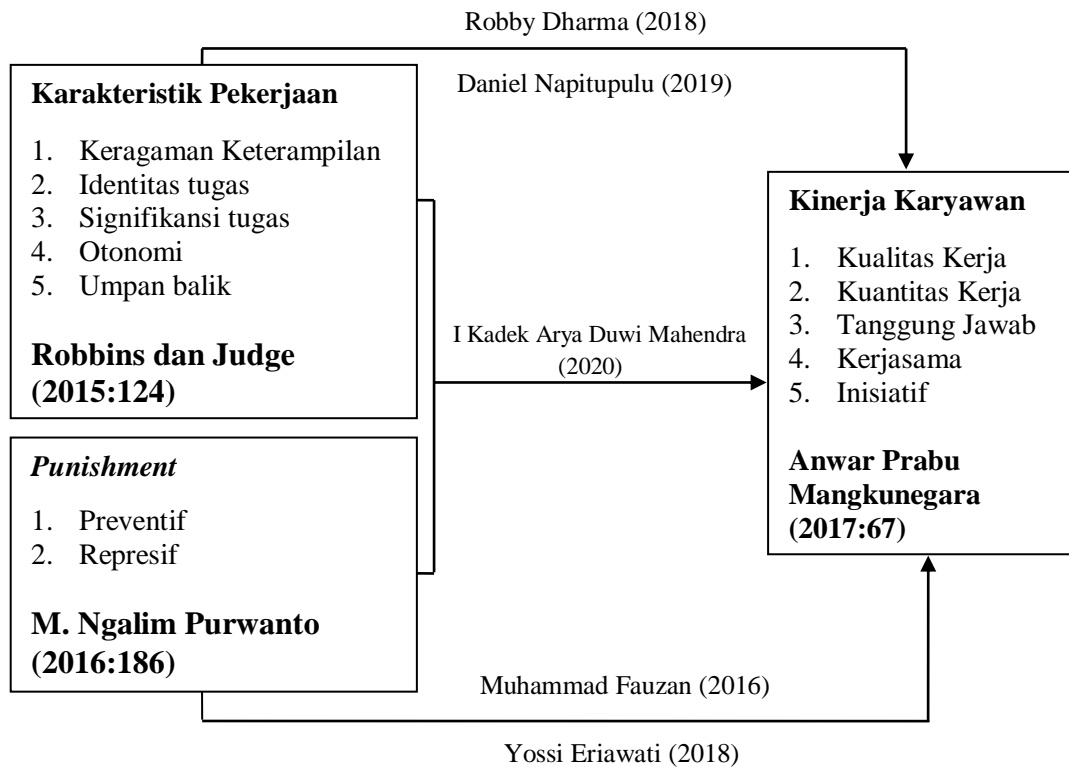 Robby Dharma (2018)
Daniel Napitupulu (2019)
Karakteristik Pekerjaan
1. Keragaman Keterampilan
2. Identitas tugas
3. Signifikansi tugas
4. Otonomi
5. Umpan balik
Robbins dan Judge
(2015:124)
I Kadek Arya Duwi Mahendra
(2020)
Kinerja Karyawan
1. Kualitas Kerja
2. Kuantitas Kerja
3. Tanggung Jawab
4. Kerjasama
5. Inisiatif
Anwar Prabu
Mangkunegara
(2017:67)
Punishment
1. Preventif
2. Represif
M. Ngalim Purwanto
(2016:186)
Muhammad Fauzan (2016)
Yossi Eriawati (2018)